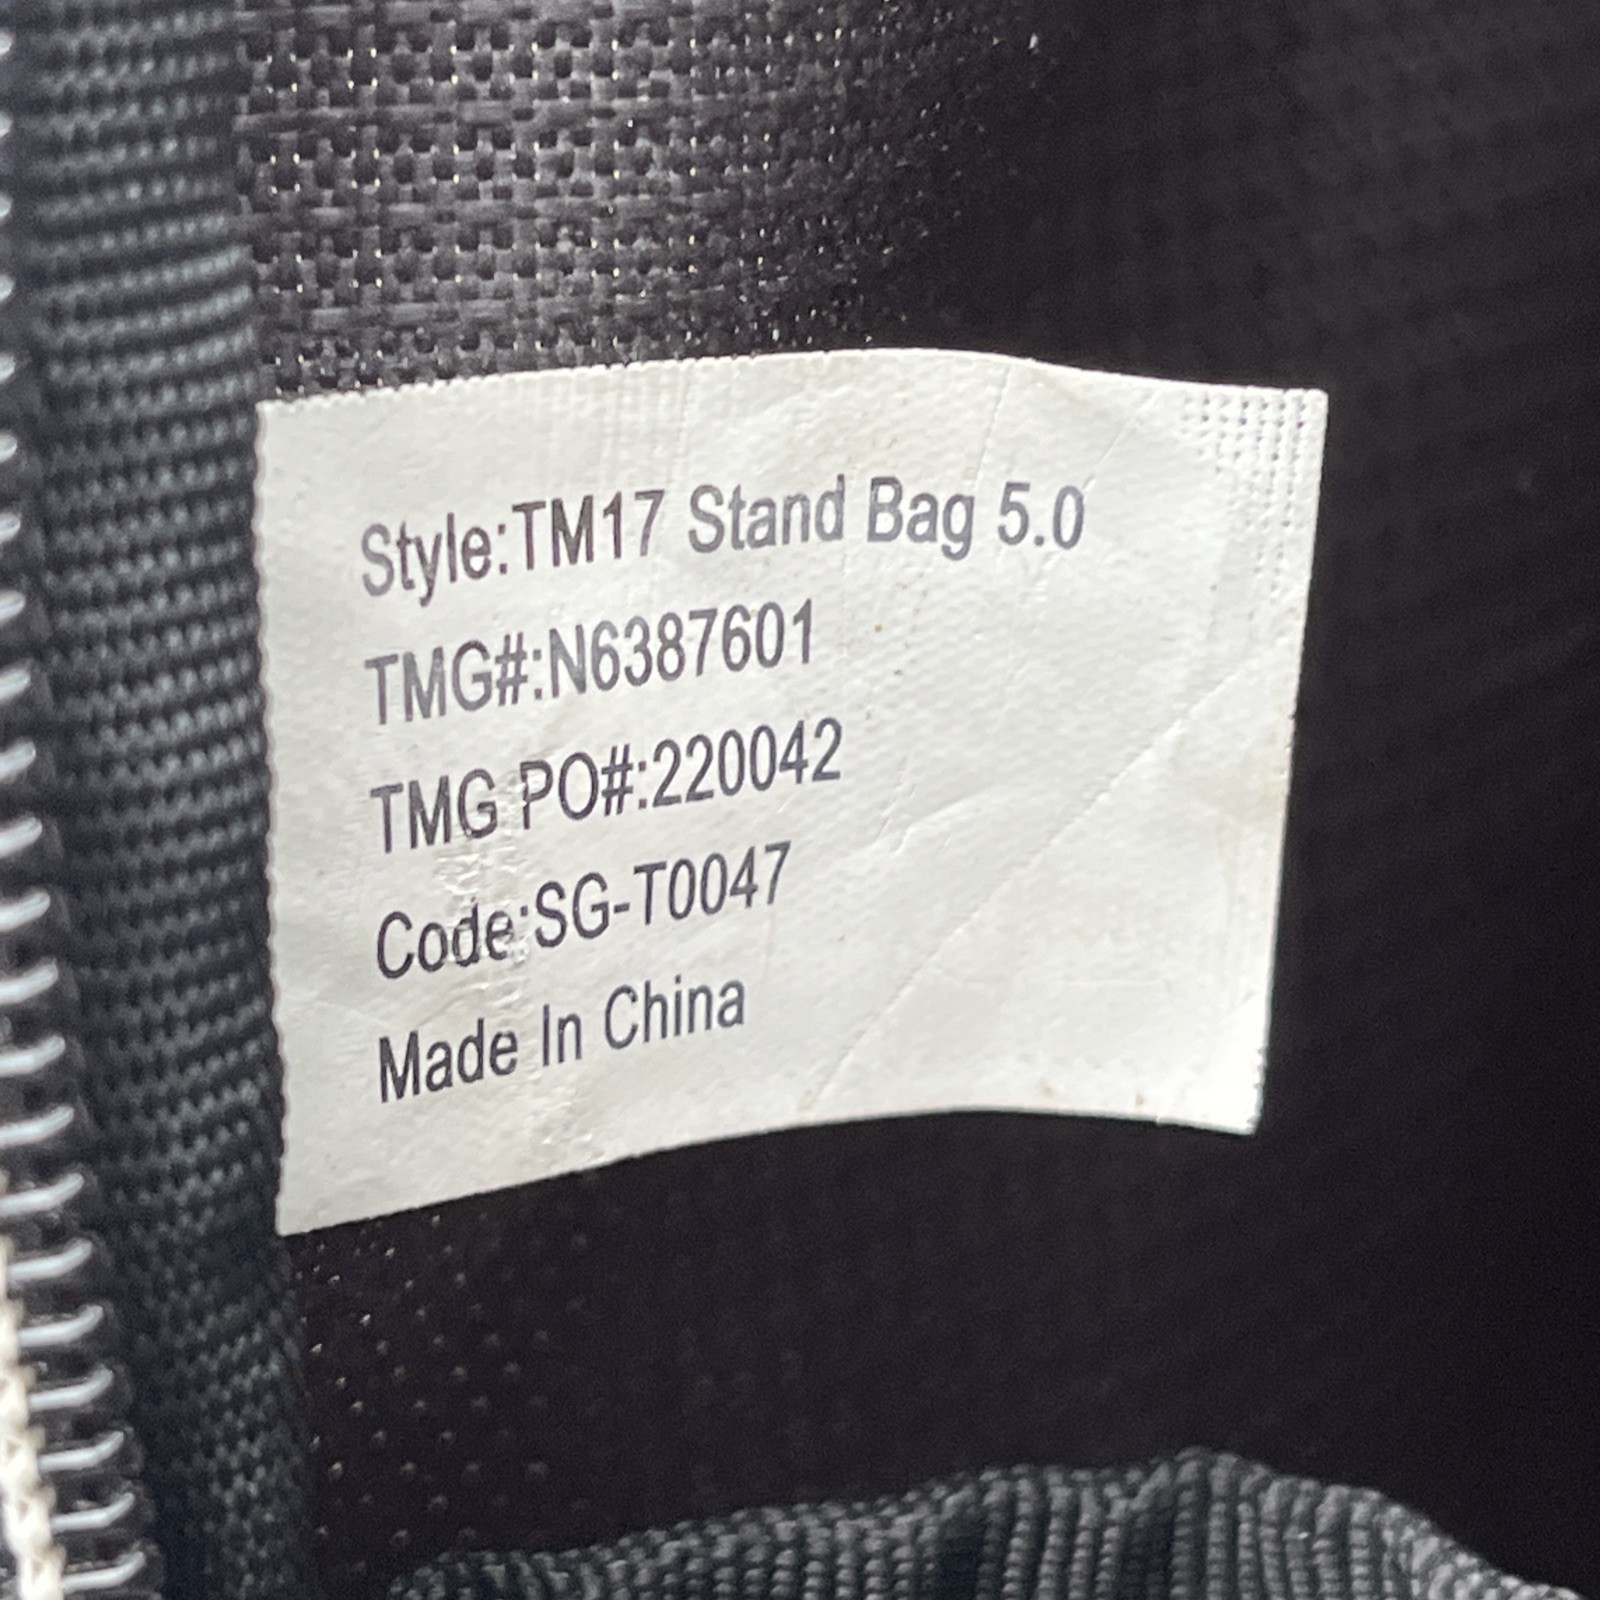 Style:TM17 Stand Bag 5.0
TMG#:N6387601
TMG PO#:220042
Code:SG-T0047
Made In China